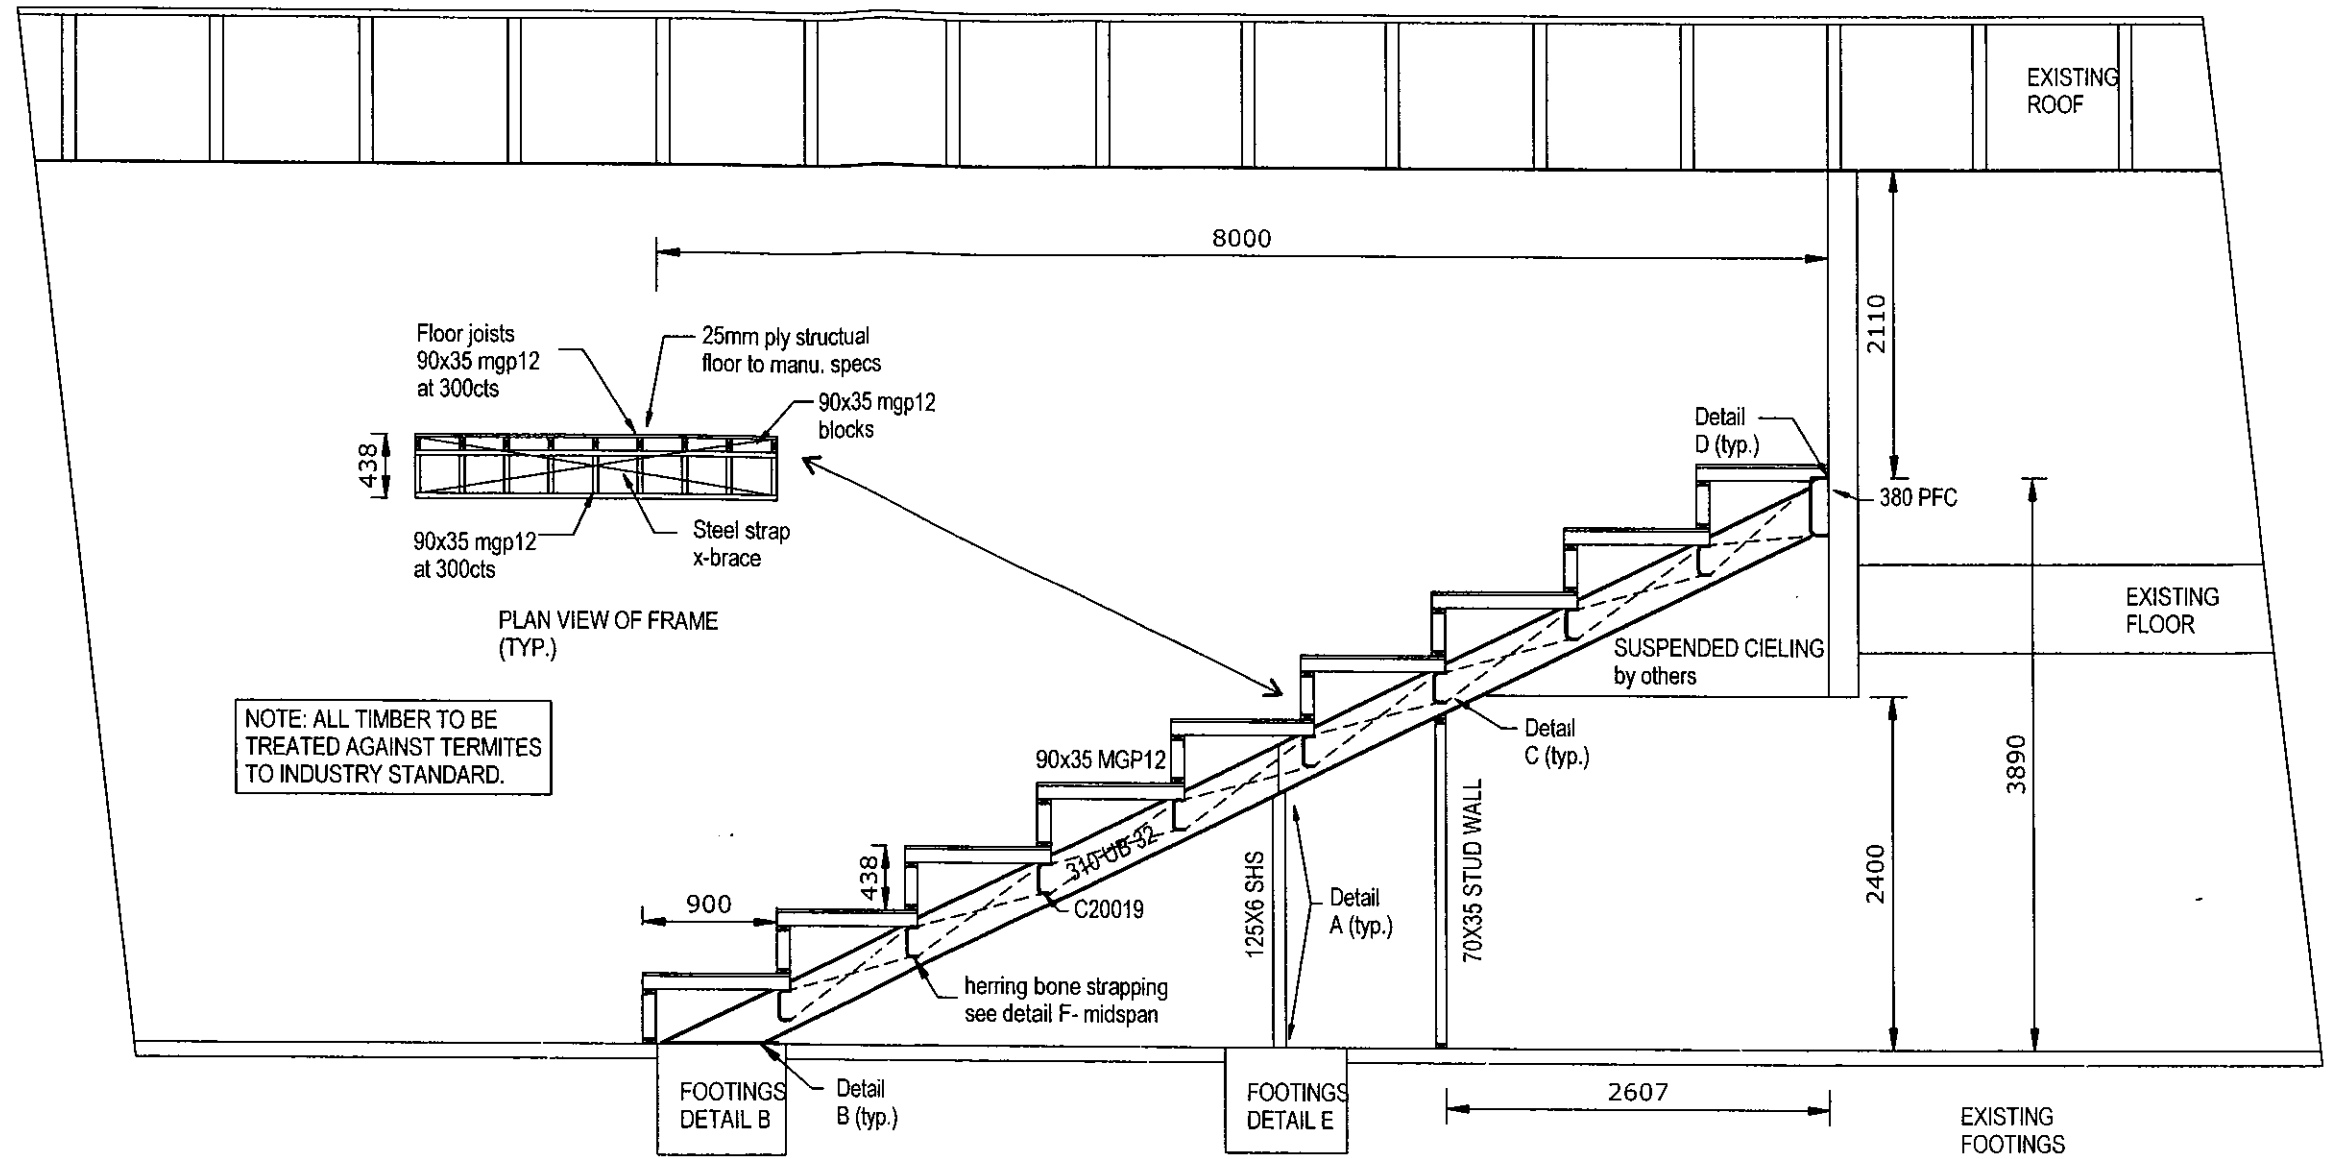 EXISTING
ROOF
8000
2110
Floor joists
90x35 mgp12
at 300cts
25mm ply structual
floor to manu. specs
90x35 mgp12
blocks
438
90x35 mgp12
at 300cts
Steel strap
x-brace
PLAN VIEW OF FRAME
(TYP.)
Detail
D (typ.)
380 PFC
EXISTING
FLOOR
SUSPENDED CIELING
by others
NOTE: ALL TIMBER TO BE
TREATED AGAINST TERMITES
TO INDUSTRY STANDARD.
Detail
C (typ.)
90x35 MGP12
3890
310 UB 32
438
900
C20019
125X6 SHS
Detail
A (typ.)
70X35 STUD WALL
2400
herring bone strapping
see detail F- midspan
FOOTINGS
DETAIL B
Detail
B (typ.)
FOOTINGS
DETAIL E
2607
EXISTING
FOOTINGS